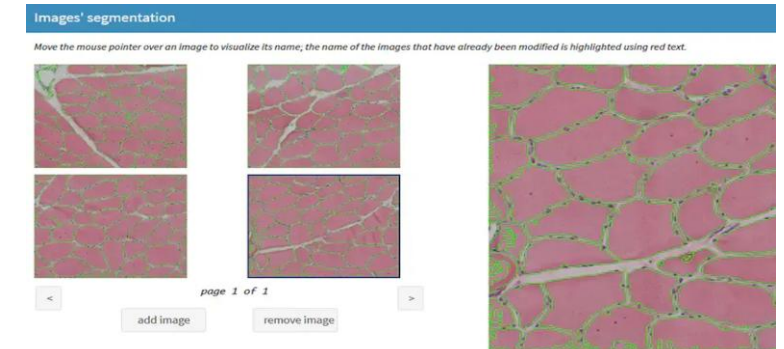 Images' segmentation
Move the mouse pointer over an image to visualize its name; the name of the images that have already been modified is highlighted using red text.
page 1 of 1
< >
add image remove image